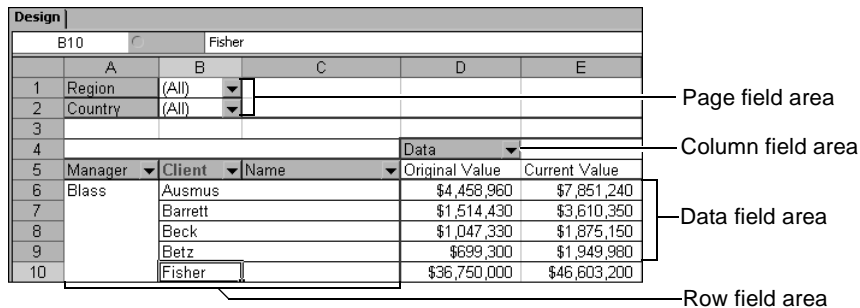 Design
B10 Fisher
A B C D E
1 Region (All)
2 Country (All)
Page field area
3
4 Data
Column field area
5 Manager Client Name Original Value Current Value
6 Blass Ausmus $4,458,960 $7,851,240
7 Barrett $1,514,430 $3,610,350
Data field area
8 Beck $1,047,330 $1,875,150
9 Betz $699,300 $1,949,980
10 Fisher $36,750,000 $46,603,200
Row field area